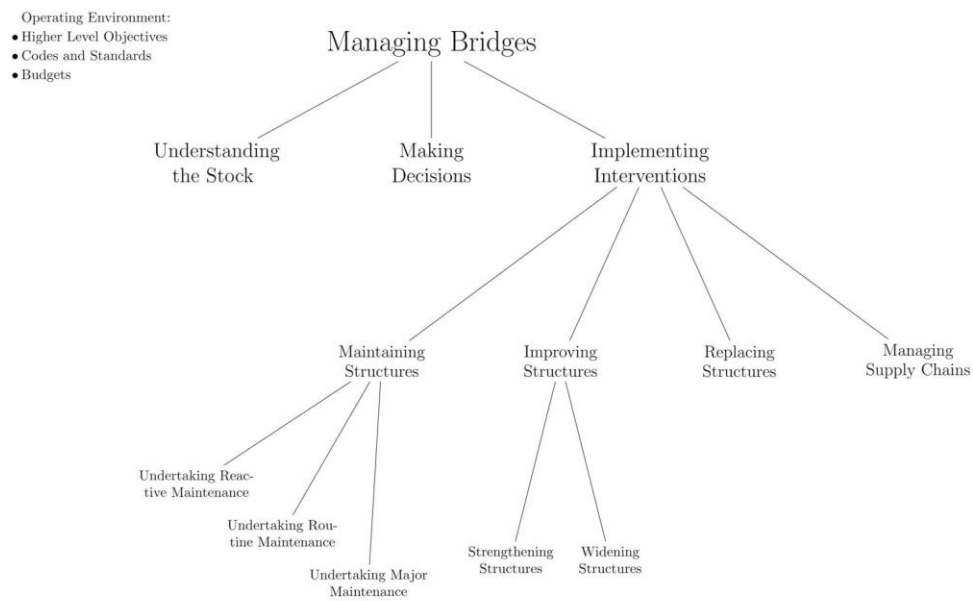 Operating Environment:
• Higher Level Objectives
• Codes and Standards
• Budgets
Managing Bridges
Understanding
the Stock
Making
Decisions
Implementing
Interventions
Maintaining
Structures
Improving
Structures
Replacing
Structures
Managing
Supply Chains
Undertaking Reac-
tive Maintenance
Undertaking Rou-
tine Maintenance
Undertaking Major
Maintenance
Strengthening
Structures
Widening
Structures